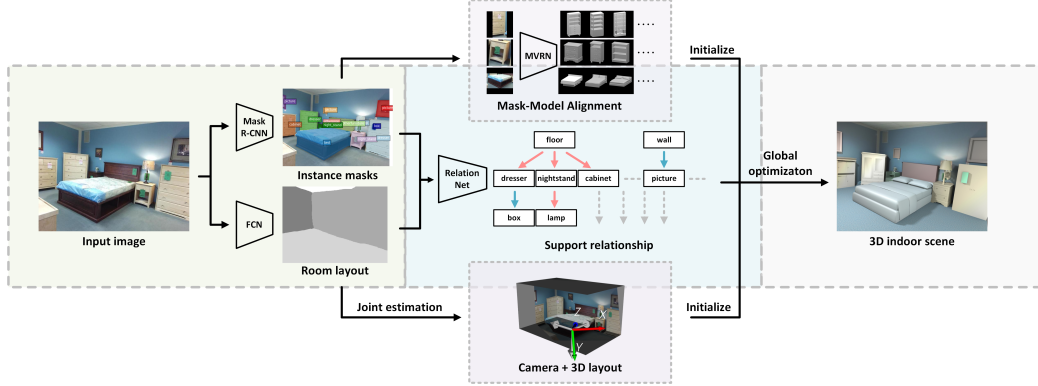 MVRN
....
....
....
Mask-Model Alignment
Initialize
Mask
R-CNN
Instance masks
FCN
Room layout
Input image
Relation
Net
floor
wall
dresser
nightstand
cabinet
picture
box
lamp
Support relationship
Global
optimizaton
3D indoor scene
Joint estimation
Z
X
Y
Camera + 3D layout
Initialize